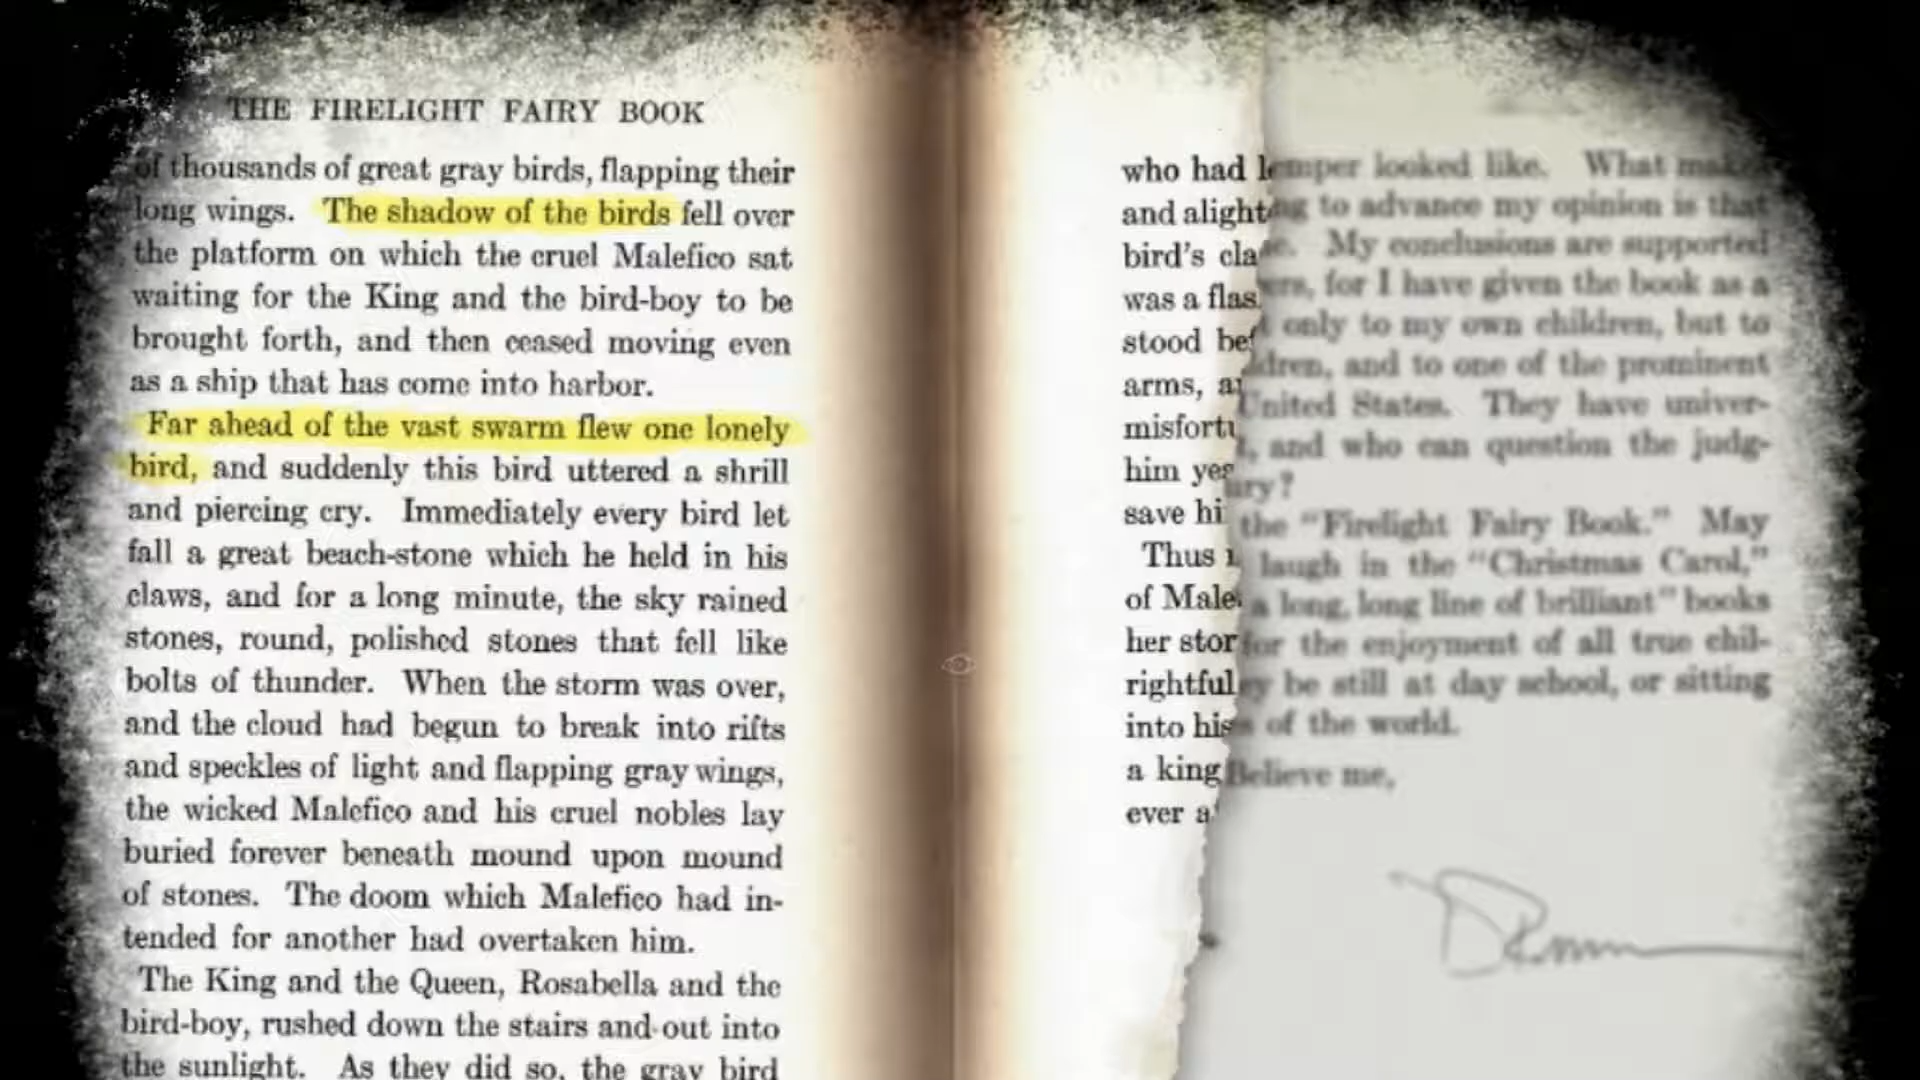 THE FIRELIGHT FAIRY BOOK
of thousands of great gray birds, flapping their
long wings. The shadow of the birds fell over
the platform on which the cruel Malefico sat
waiting for the King and the bird-boy to be
brought forth, and then ceased moving even
as a ship that has come into harbor.
Far ahead of the vast swarm flew one lonely
bird, and suddenly this bird uttered a shrill
and piercing cry. Immediately every bird let
fall a great beach-stone which he held in his
claws, and for a long minute, the sky rained
stones, round, polished stones that fell like
bolts of thunder. When the storm was over,
and the cloud had begun to break into rifts
and speckles of light and flapping gray wings,
the wicked Malefico and his cruel nobles lay
buried forever beneath mound upon mound
of stones. The doom which Malefico had in-
tended for another had overtaken him.
The King and the Queen, Rosabella and the
bird-boy, rushed down the stairs and out into
the sunlight. As they did so, the gray bird
who had
and alight
bird's cla
was a flas
stood bef
arms, a
misfort
him yes
save hi
Thus
of Male
her stor
rightful
into his
a king
ever a
emper looked like. What
to advance my opinion is that
My conclusions are supported
ers, for I have given the book as a
only to my own children, but to
dren, and to one of the prominent
United States. They have univer-
, and who can question the judg-
ury?
the "Firelight Fairy Book." May
laugh in the "Christmas Carol,"
a long, long line of brilliant" books
for the enjoyment of all true chil-
y be still at day school, or sitting
of the world.
Believe me,